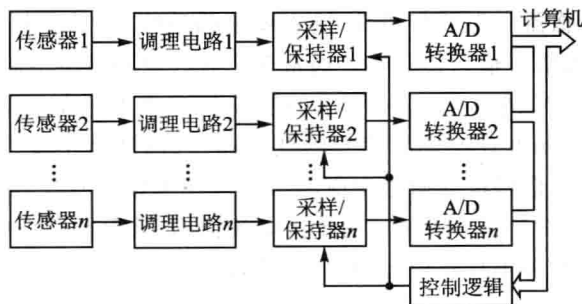 计算机
传感器1
调理电路1
采样/
保持器1
A/D
转换器1
传感器2
调理电路2
采样/
保持器2
A/D
转换器2
⋮
⋮
⋮
⋮
传感器n
调理电路n
采样/
保持器n
A/D
转换器n
控制逻辑